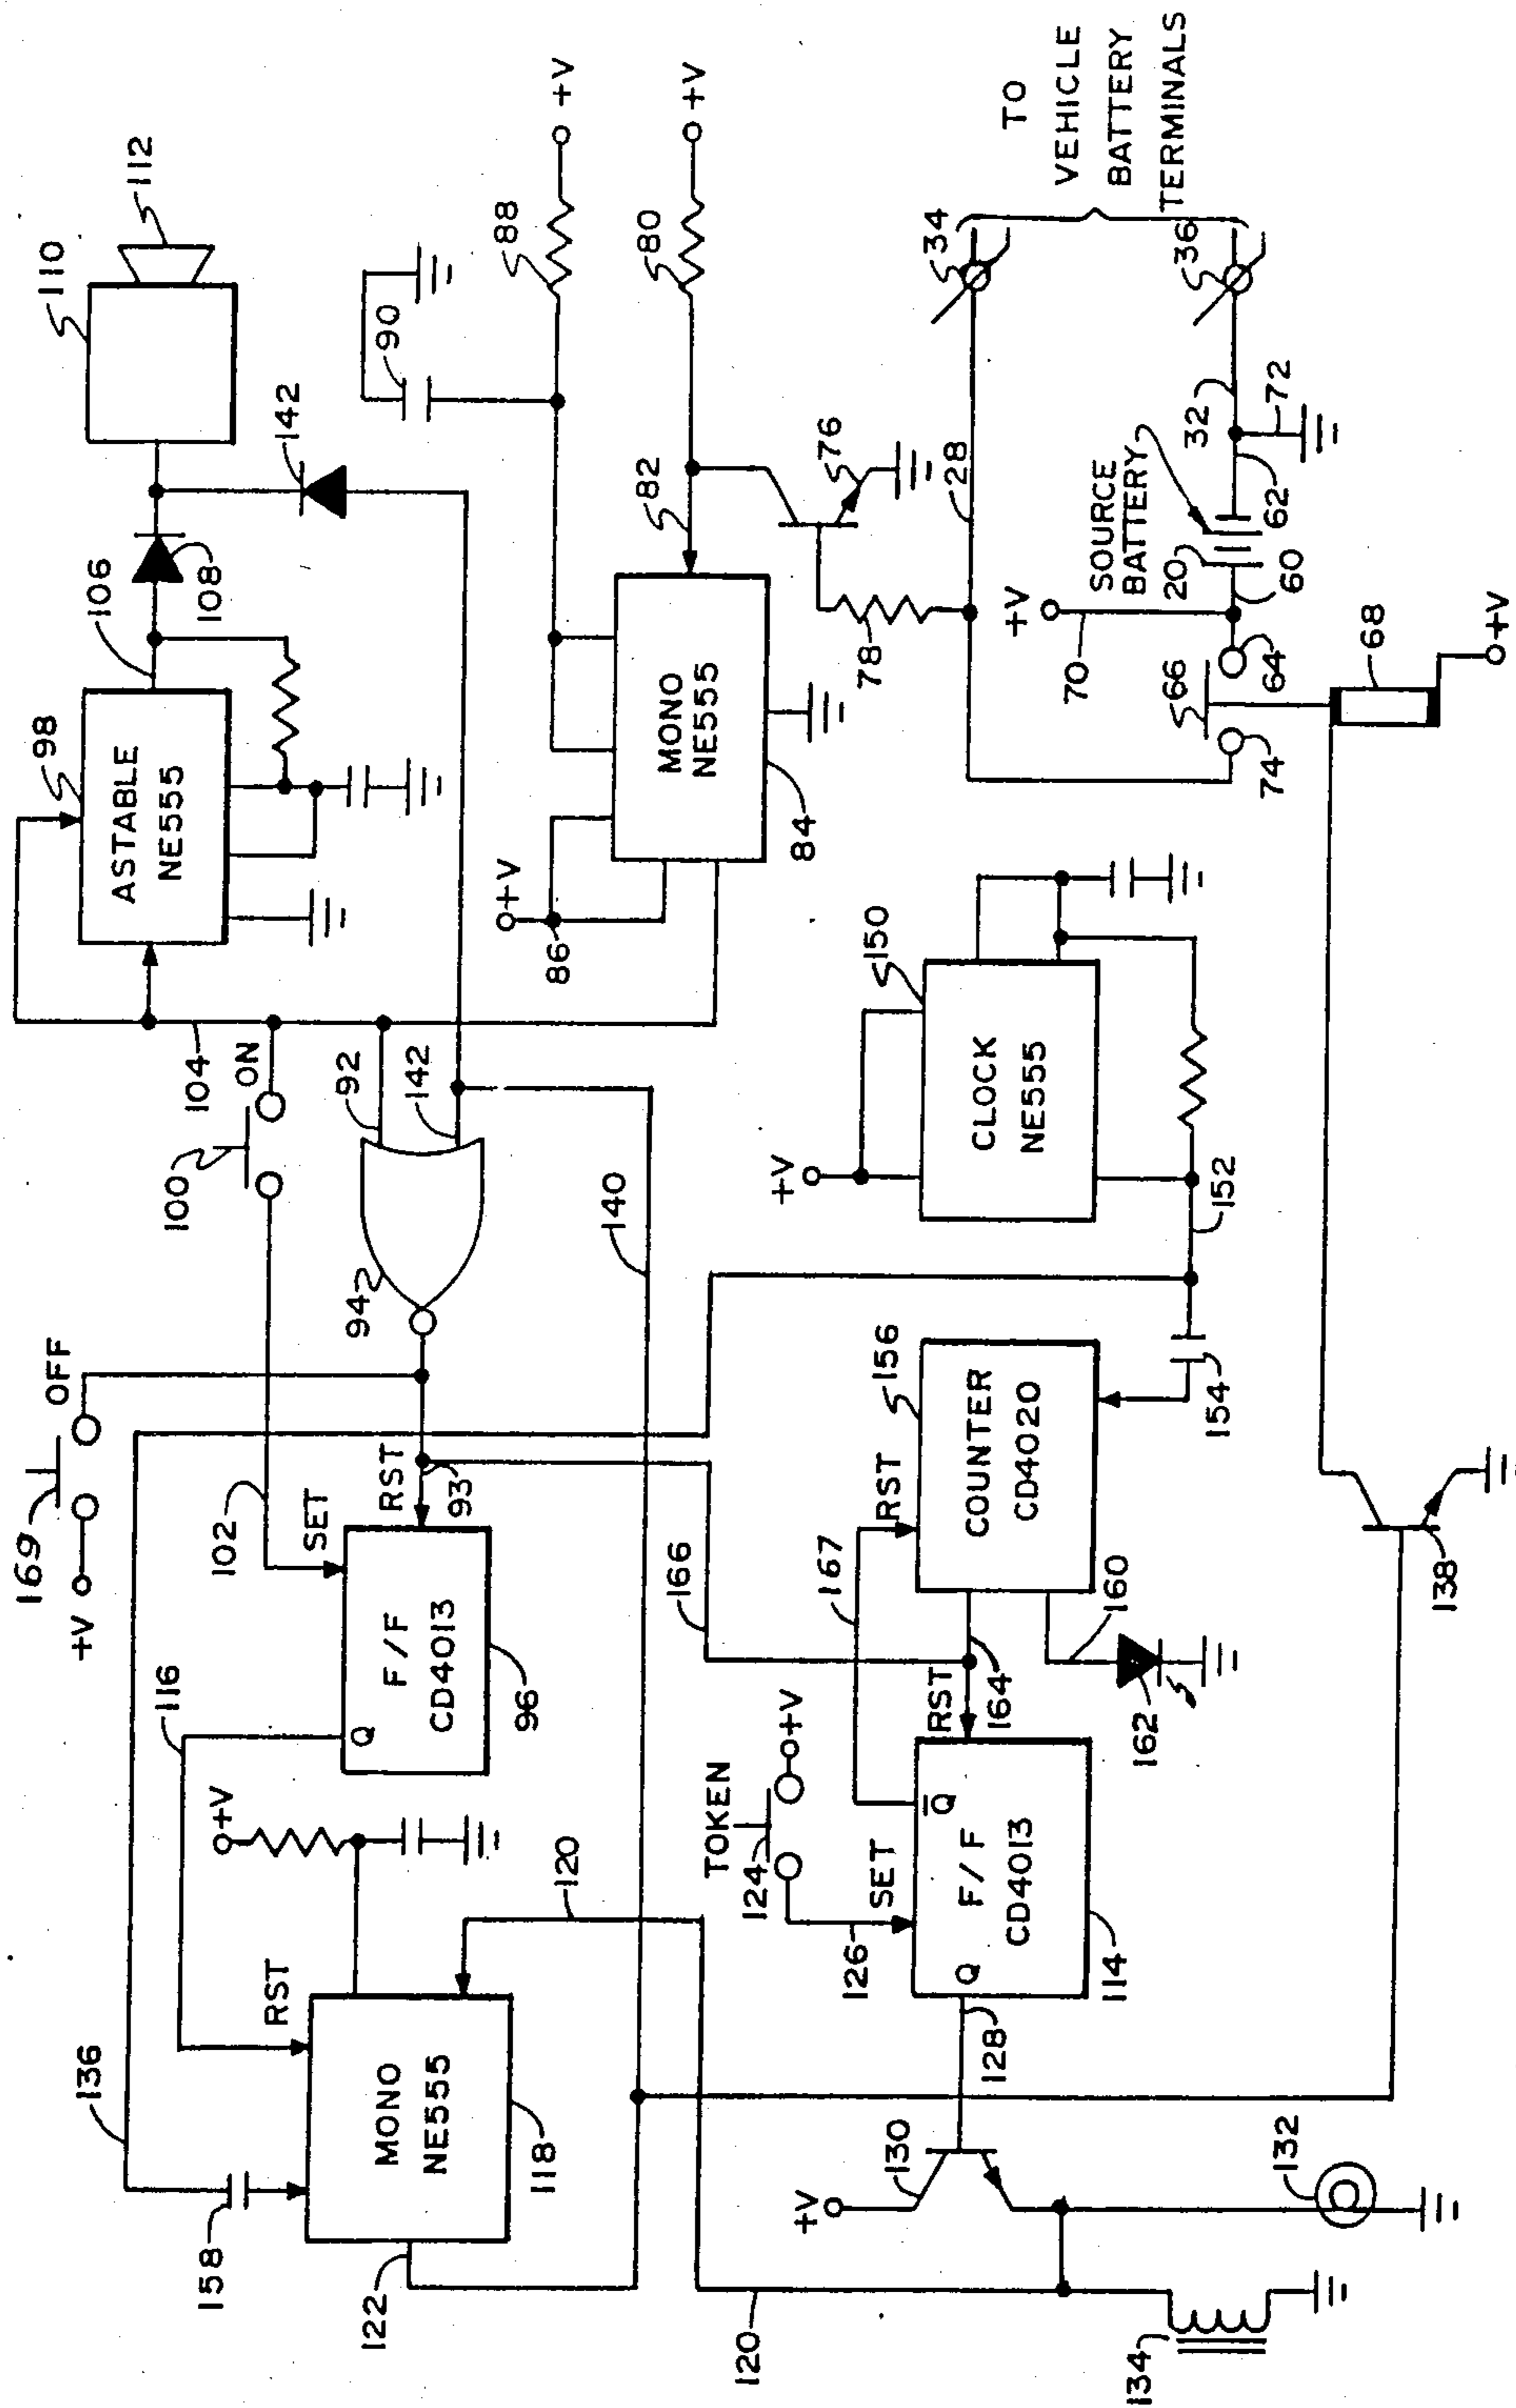 110
112
106
98
ASTABLE
NE555
108
142
90
88
+V
104
ON
100
92
142
94
102
169
OFF
+V
SET
RST
93
F/F
CD4013
Q
96
116
+V
136
158
RST
MONO
NE555
118
122
120
82
80
+V
+V
86
MONO
NE555
84
76
78
28
34
TO
VEHICLE
BATTERY
TERMINALS
36
32
72
SOURCE
BATTERY
20
62
60
+V
70
66
64
74
68
+V
140
150
+V
CLOCK
NE555
152
154
156
RST
COUNTER
CD4020
166
167
160
162
164
RST
TOKEN
+V
124
126
SET
Q
F/F
CD4013
Q̅
114
128
130
+V
132
120
134
138